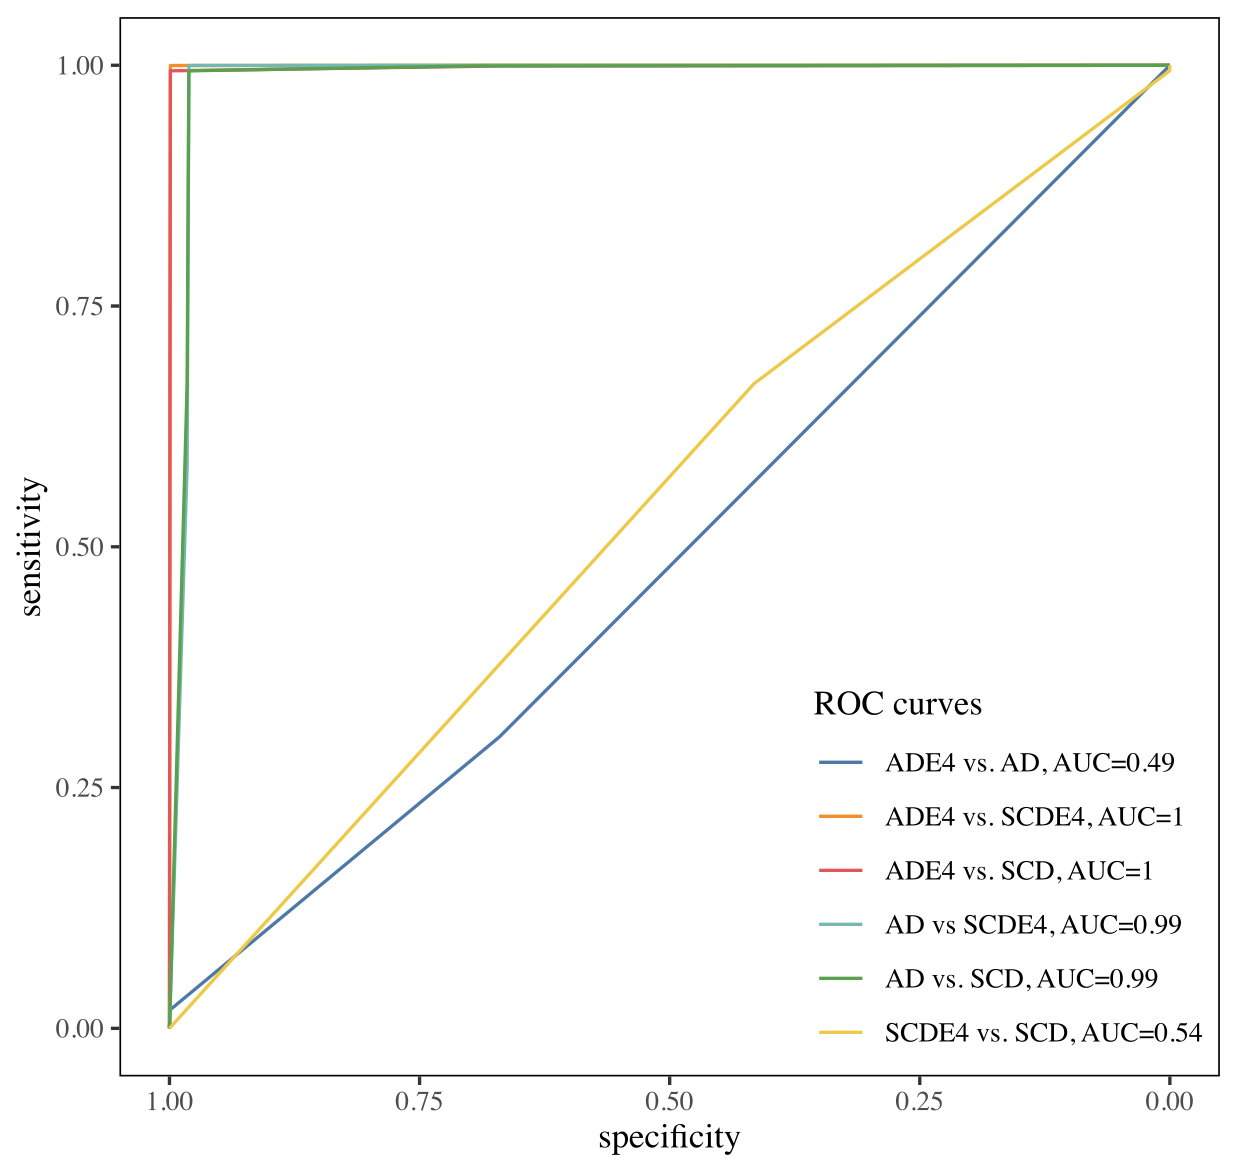 1.00
0.75
0.50
0.25
0.00
sensitivity
ROC curves
ADE4 vs. AD, AUC=0.49
ADE4 vs. SCDE4, AUC=1
ADE4 vs. SCD, AUC=1
AD vs SCDE4, AUC=0.99
AD vs. SCD, AUC=0.99
SCDE4 vs. SCD, AUC=0.54
1.00 0.75 0.50 0.25 0.00
specificity